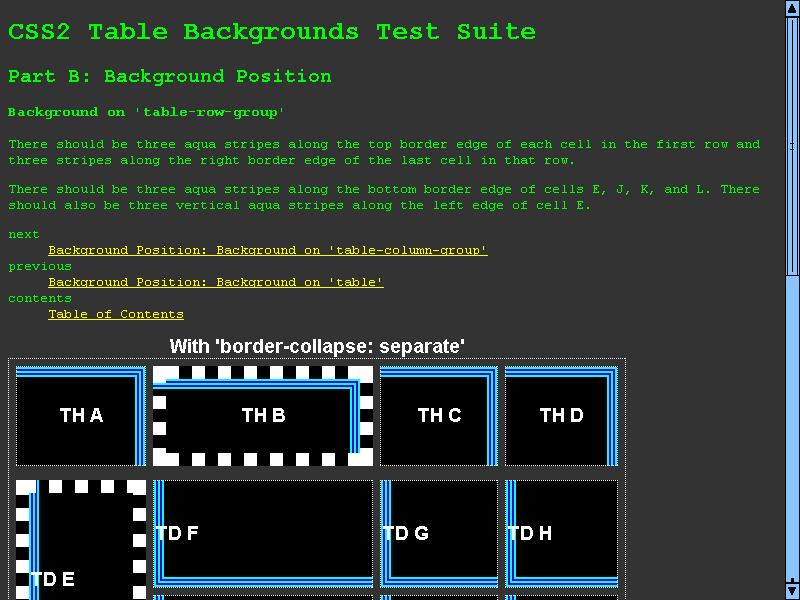 CSS2 Table Backgrounds Test Suite
Part B: Background Position
Background on 'table-row-group'
There should be three aqua stripes along the top border edge of each cell in the first row and
three stripes along the right border edge of the last cell in that row.
There should be three aqua stripes along the bottom border edge of cells E, J, K, and L. There
should also be three vertical aqua stripes along the left edge of cell E.
next
Background Position: Background on 'table-column-group'
previous
Background Position: Background on 'table'
contents
Table of Contents
With 'border-collapse: separate'
TH A TH B TH C TH D
TD F TD G TD H
TD E